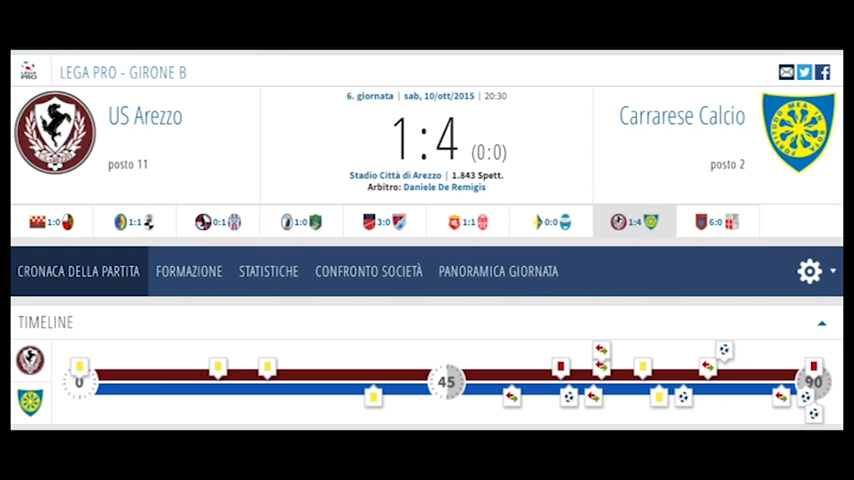 LEGA PRO
LEGA PRO - GIRONE B
6. giornata | sab, 10/ott/2015 | 20:30
US Arezzo
1:4 (0:0)
Carrarese Calcio
posto 11
posto 2
Stadio Città di Arezzo | 1.843 Spett.
Arbitro: Daniele De Remigis
1:0 1:1 0:1 1:0 3:0 1:1 0:0 1:4 6:0
CRONACA DELLA PARTITA FORMAZIONE STATISTICHE CONFRONTO SOCIETÀ PANORAMICA GIORNATA
TIMELINE
0 45 90